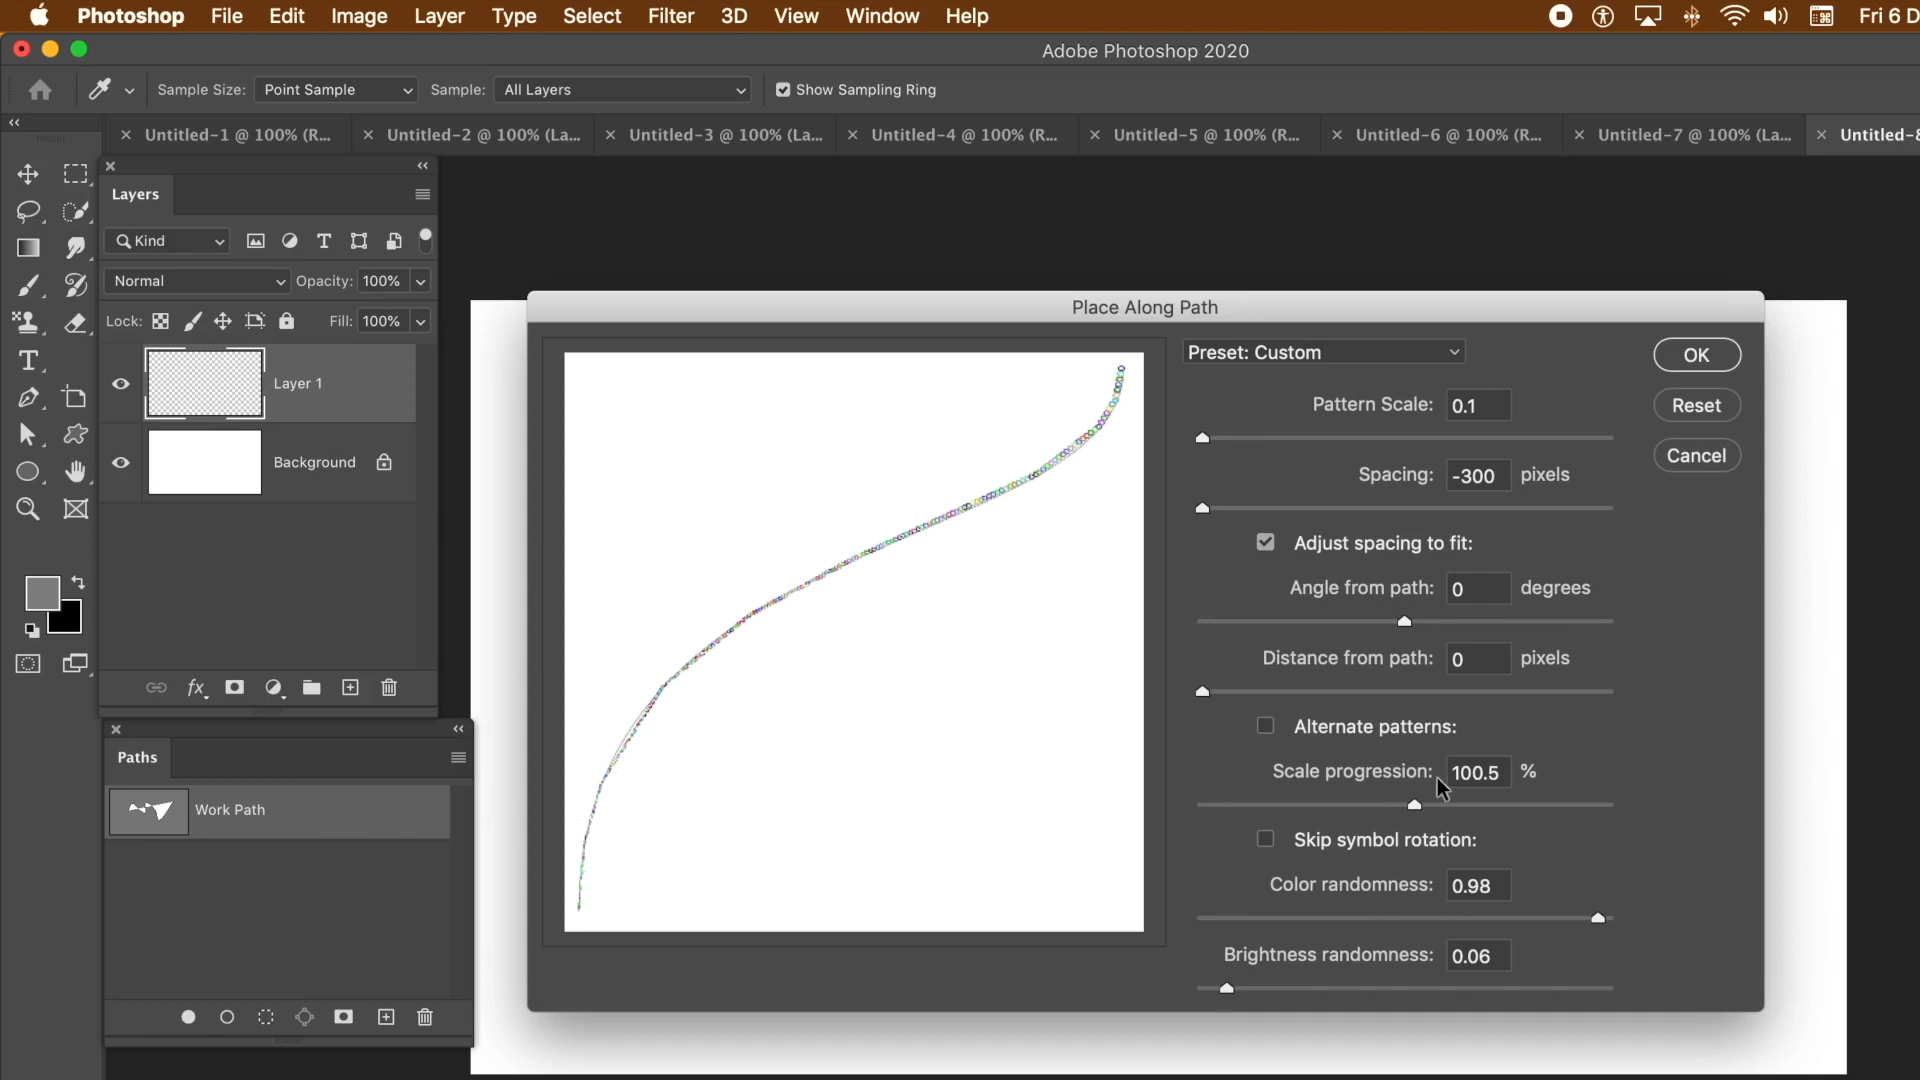 Photoshop File Edit Image Layer Type Select Filter 3D View Window Help Fri 6 D
Adobe Photoshop 2020
Sample Size: Point Sample Sample: All Layers Show Sampling Ring
Untitled-1 @ 100% (R... Untitled-2 @ 100% (La... Untitled-3 @ 100% (La... Untitled-4 @ 100% (R... Untitled-5 @ 100% (R... Untitled-6 @ 100% (R... Untitled-7 @ 100% (La... Untitled-8
Layers
Kind
Normal Opacity: 100%
Lock: Fill: 100%
Layer 1
Background
Paths
Work Path
Place Along Path
Preset: Custom
OK
Pattern Scale: 0.1
Reset
Spacing: -300 pixels
Cancel
Adjust spacing to fit:
Angle from path: 0 degrees
Distance from path: 0 pixels
Alternate patterns:
Scale progression: 100.5 %
Skip symbol rotation:
Color randomness: 0.98
Brightness randomness: 0.06